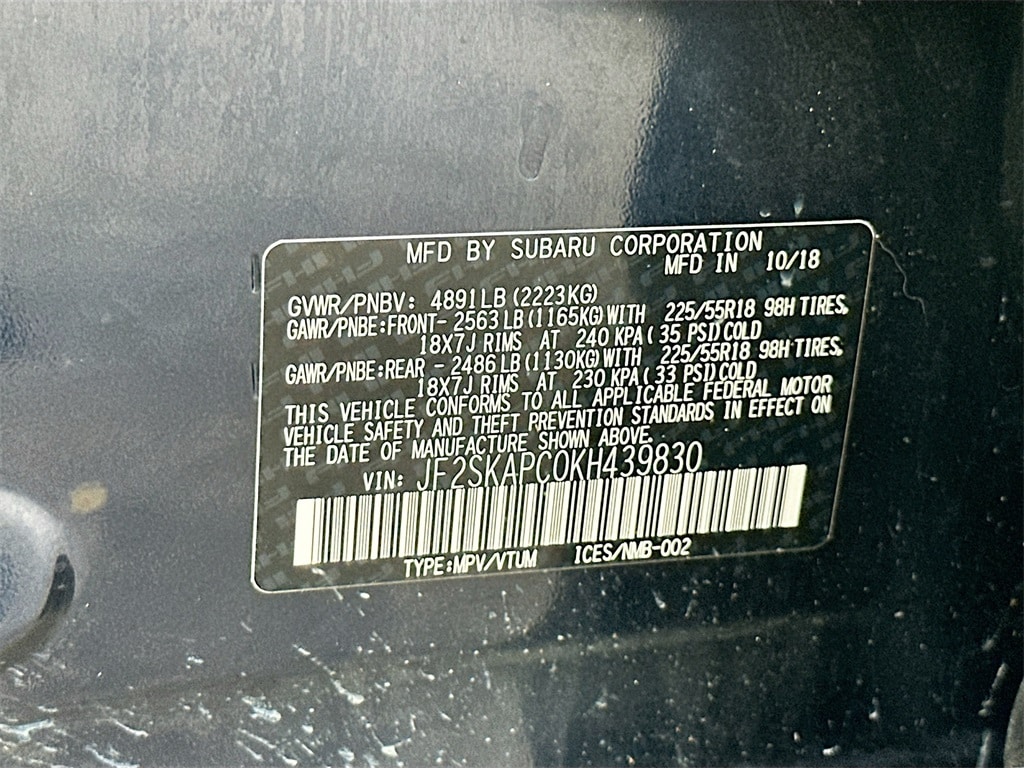 MFD BY SUBARU CORPORATION
MFD IN 10/18
GVWR/PNBV: 4891LB (2223KG)
GAWR/PNBE:FRONT- 2563LB (1165KG) WITH 225/55R18 98H TIRES,
18X7J RIMS AT 240 KPA( 35 PSI)COLD
GAWR/PNBE:REAR - 2486LB (1130KG) WITH 225/55R18 98H TIRES,
18X7J RIMS AT 230 KPA( 33 PSI)COLD
THIS VEHICLE CONFORMS TO ALL APPLICABLE FEDERAL MOTOR
VEHICLE SAFETY AND THEFT PREVENTION STANDARDS IN EFFECT ON
THE DATE OF MANUFACTURE SHOWN ABOVE.
VIN: JF2SKAPC0KH439830
TYPE:MPV/VTUM ICES/NMB-002